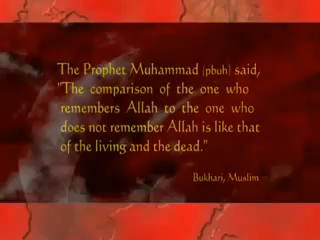 The Prophet Muhammad (pbuh) said,
"The comparison of the one who
remembers Allah to the one who
does not remember Allah is like that
of the living and the dead."
Bukhari, Muslim